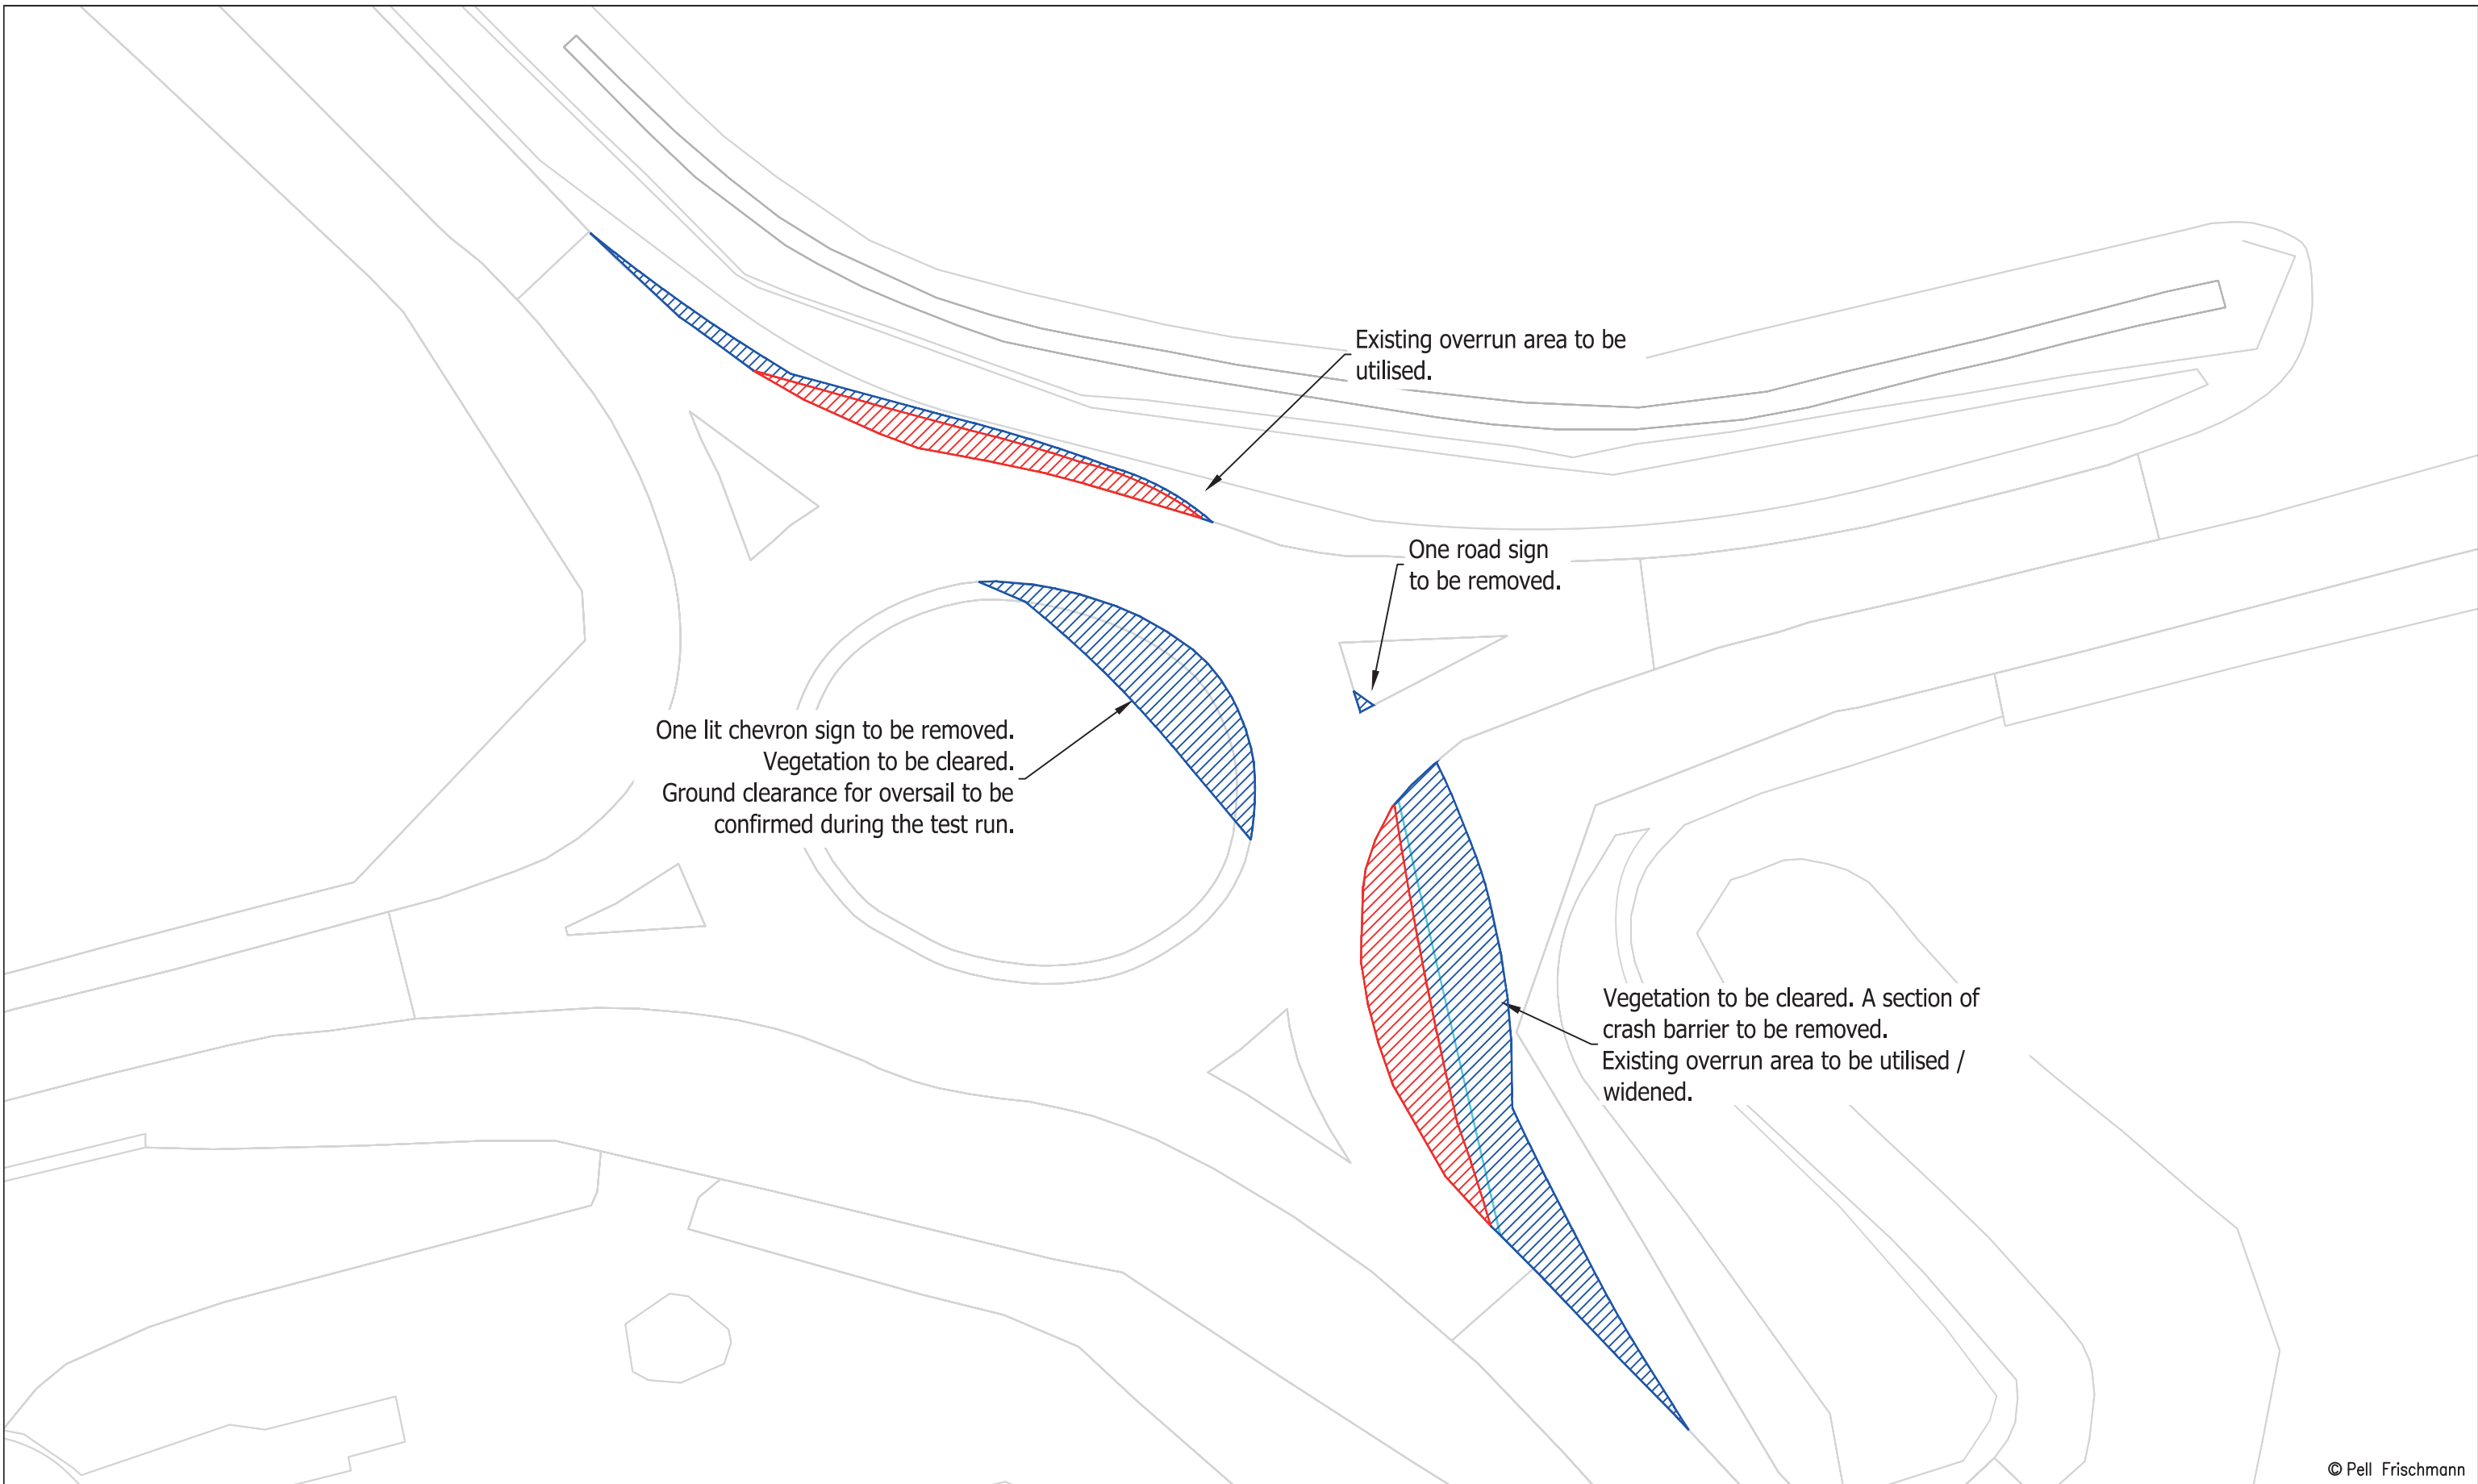 Existing overrun area to be
utilised.
One road sign
to be removed.
One lit chevron sign to be removed.
Vegetation to be cleared.
Ground clearance for oversail to be
confirmed during the test run.
Vegetation to be cleared. A section of
crash barrier to be removed.
Existing overrun area to be utilised /
widened.
© Pell Frischmann